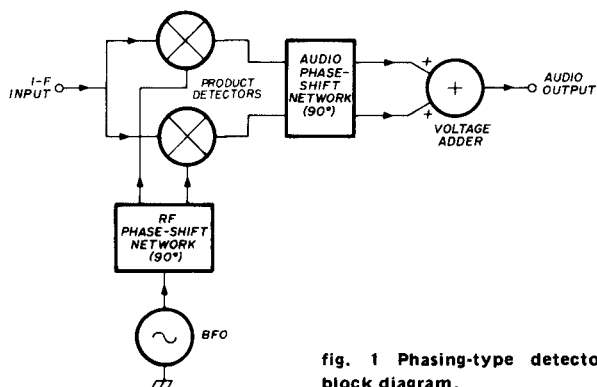 I-F
INPUT
PRODUCT
DETECTORS
AUDIO
PHASE-
SHIFT
NETWORK
(90°)
+
+
+
VOLTAGE
ADDER
AUDIO
OUTPUT
RF
PHASE-SHIFT
NETWORK
(90°)
BFO
fig. 1 Phasing-type detecto
block diagram.